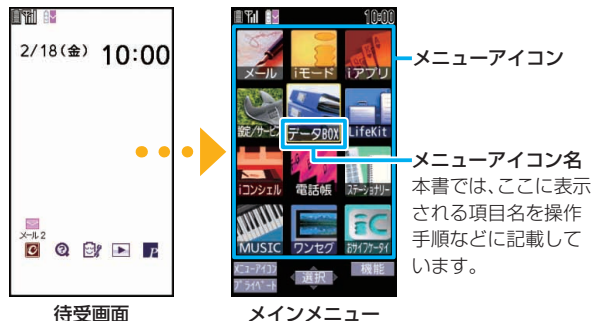 2/18(金) 10:00
メール2
待受画面
10:00
メール
iモード
iアプリ
設定/サービス
データBOX
LifeKit
iコンシェル
電話帳
ステーショナリー
MUSIC
ワンセグ
おサイフケータイ
メニューアイコン
プライベート
選択
機能
メインメニュー
メニューアイコン
メニューアイコン名
本書では、ここに表示
される項目名を操作
手順などに記載して
います。